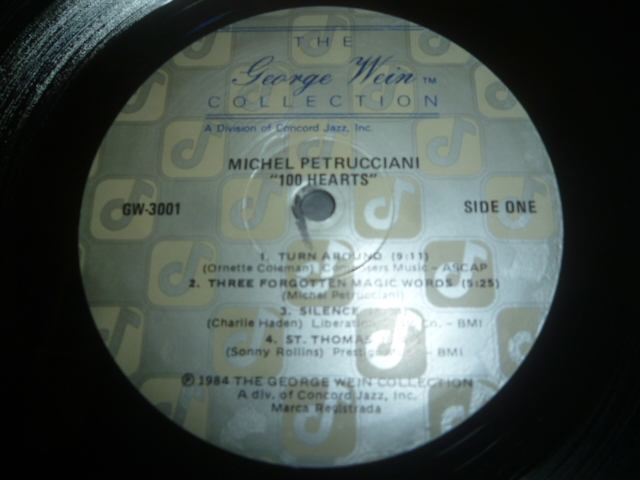 THE
George Wein TM
COLLECTION
A Division of Concord Jazz, Inc.
MICHEL PETRUCCIANI
"100 HEARTS"
GW-3001 SIDE ONE
1. TURN AROUND (9:11)
(Ornette Coleman) Composers Music - ASCAP
2. THREE FORGOTTEN MAGIC WORDS (5:25)
(Michel Petrucciani)
3. SILENCE
(Charlie Haden) Co. - BMI
4. ST. THOMAS
(Sonny Rollins) - BMI
℗ 1984 THE GEORGE WEIN COLLECTION
A div. of Concord Jazz, Inc.
Marca Registrada